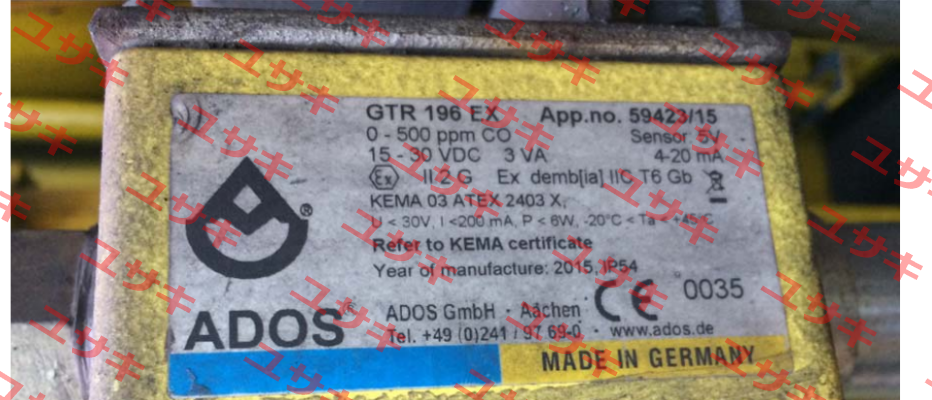 GTR 196 EX App.no. 59423/15
0 - 500 ppm CO Sensor: 5V
15 - 30 VDC 3 VA 4-20 mA
Ex II 2 G Ex demb[ia] IIC T6 Gb
KEMA 03 ATEX 2403 X,
U < 30V, I <200 mA, P < 6W, -20°C < Ta < +45°C
Refer to KEMA certificate
Year of manufacture: 2015, IP54
ADOS® ADOS GmbH · Aachen · CE 0035
Tel. +49 (0)241 / 97 69-0 · www.ados.de
MADE IN GERMANY
ユサキ